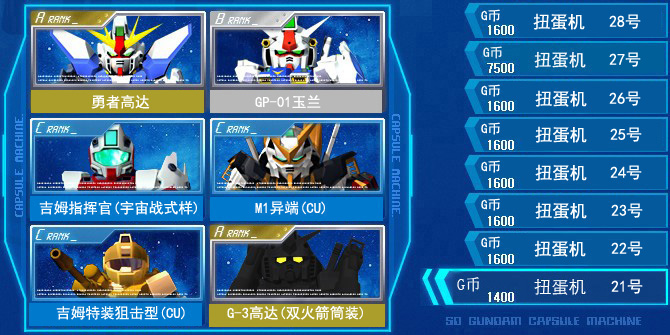 A RANK_
勇者高达
B RANK_
GP-01玉兰
C RANK_
吉姆指挥官(宇宙战式样)
C RANK_
M1异端(CU)
C RANK_
吉姆特装狙击型(CU)
A RANK_
G-3高达(双火箭筒装)
CAPSULE MACHINE
CAPSULE MACHINE
G币 1600 扭蛋机 28号
G币 7500 扭蛋机 27号
G币 1600 扭蛋机 26号
G币 1600 扭蛋机 25号
G币 1600 扭蛋机 24号
G币 1600 扭蛋机 23号
G币 1600 扭蛋机 22号
G币 1400 扭蛋机 21号
SD GUNDAM CAPSULE MACHINE